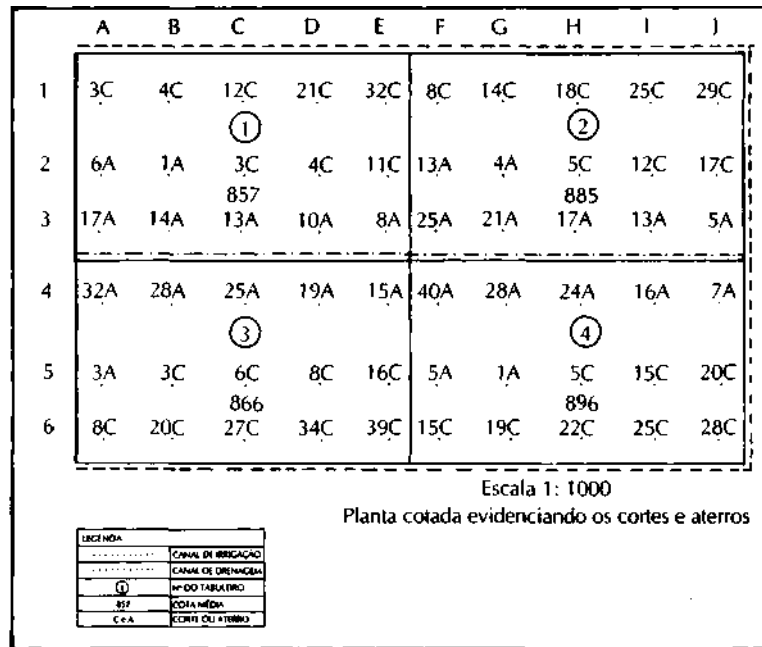 A B C D E F G H I J
1 3C 4C 12C 21C 32C 8C 14C 18C 25C 29C
1 2
2 6A 1A 3C 4C 11C 13A 4A 5C 12C 17C
857 885
3 17A 14A 13A 10A 8A 25A 21A 17A 13A 5A
4 32A 28A 25A 19A 15A 40A 28A 24A 16A 7A
3 4
5 3A 3C 6C 8C 16C 5A 1A 5C 15C 20C
866 896
6 8C 20C 27C 34C 39C 15C 19C 22C 25C 28C
Escala 1: 1000
Planta cotada evidenciando os cortes e aterros
LEGENDA
CANAL DE IRRIGAÇÃO
CANAL DE DRENAGEM
1 Nº DO TABULEIRO
857 COTA MÉDIA
C e A CORTE OU ATERRO